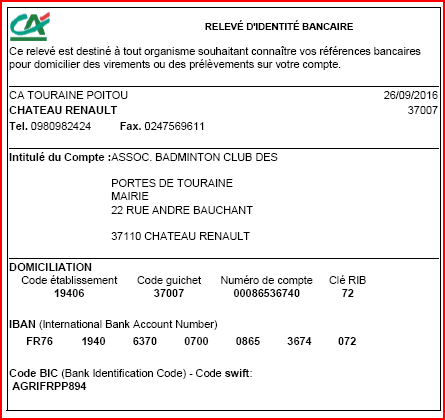 CA
RELEVÉ D'IDENTITÉ BANCAIRE
Ce relevé est destiné à tout organisme souhaitant connaître vos références bancaires
pour domicilier des virements ou des prélèvements sur votre compte.
CA TOURAINE POITOU 26/09/2016
CHATEAU RENAULT 37007
Tel. 0980982424 Fax. 0247569611
Intitulé du Compte :ASSOC. BADMINTON CLUB DES
PORTES DE TOURAINE
MAIRIE
22 RUE ANDRE BAUCHANT
37110 CHATEAU RENAULT
DOMICILIATION
Code établissement Code guichet Numéro de compte Clé RIB
19406 37007 00086536740 72
IBAN (International Bank Account Number)
FR76 1940 6370 0700 0865 3674 072
Code BIC (Bank Identification Code) - Code swift:
AGRIFRPP894